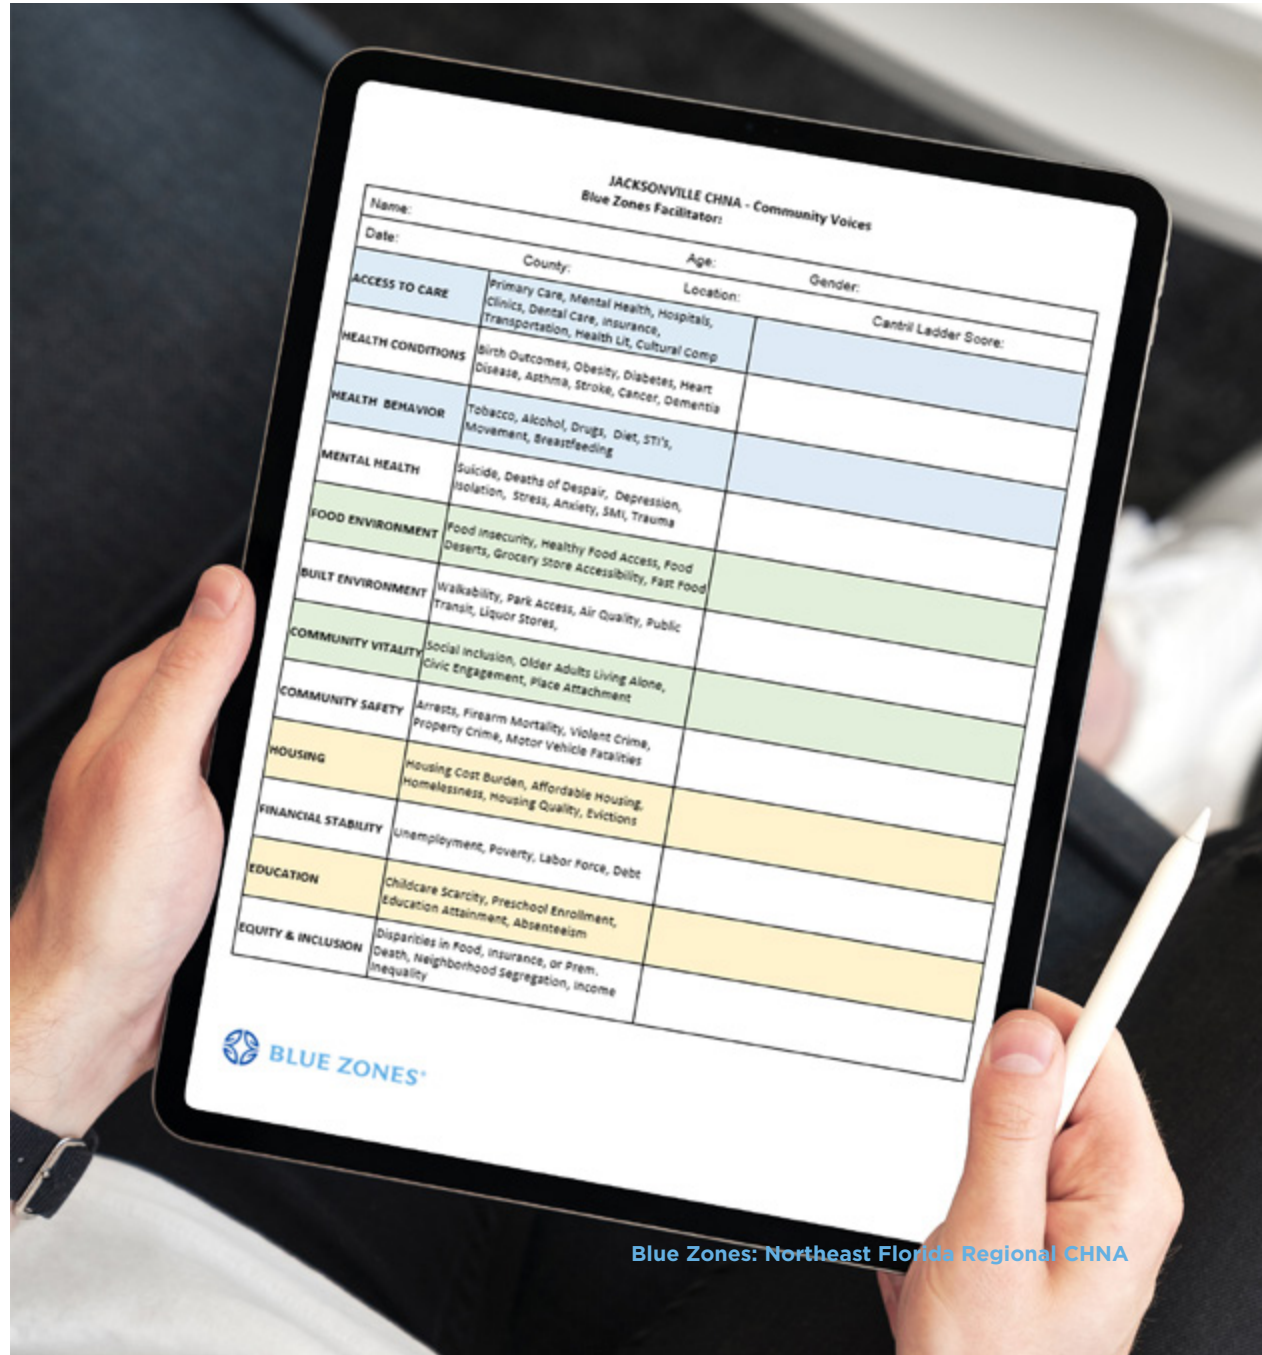 JACKSONVILLE CHNA - Community Voices
Blue Zones Facilitator:
Name: Age: Gender:
Date: County: Location: Cantril Ladder Score:
ACCESS TO CARE
Primary Care, Mental Health, Hospitals,
Clinics, Dental Care, Insurance,
Transportation, Health Lit, Cultural Comp
HEALTH CONDITIONS
Birth Outcomes, Obesity, Diabetes, Heart
Disease, Asthma, Stroke, Cancer, Dementia
HEALTH BEHAVIOR
Tobacco, Alcohol, Drugs, Diet, STI's,
Movement, Breastfeeding
MENTAL HEALTH
Suicide, Deaths of Despair, Depression,
Isolation, Stress, Anxiety, SMI, Trauma
FOOD ENVIRONMENT
Food Insecurity, Healthy Food Access, Food
Deserts, Grocery Store Accessibility, Fast Food
BUILT ENVIRONMENT
Walkability, Park Access, Air Quality, Public
Transit, Liquor Stores,
COMMUNITY VITALITY
Social Inclusion, Older Adults Living Alone,
Civic Engagement, Place Attachment
COMMUNITY SAFETY
Arrests, Firearm Mortality, Violent Crime,
Property Crime, Motor Vehicle Fatalities
HOUSING
Housing Cost Burden, Affordable Housing,
Homelessness, Housing Quality, Evictions
FINANCIAL STABILITY
Unemployment, Poverty, Labor Force, Debt
EDUCATION
Childcare Scarcity, Preschool Enrollment,
Education Attainment, Absenteeism
EQUITY & INCLUSION
Disparities in Food, Insurance, or Prem.
Death, Neighborhood Segregation, Income
Inequality
BLUE ZONES®
Blue Zones: Northeast Florida Regional CHNA